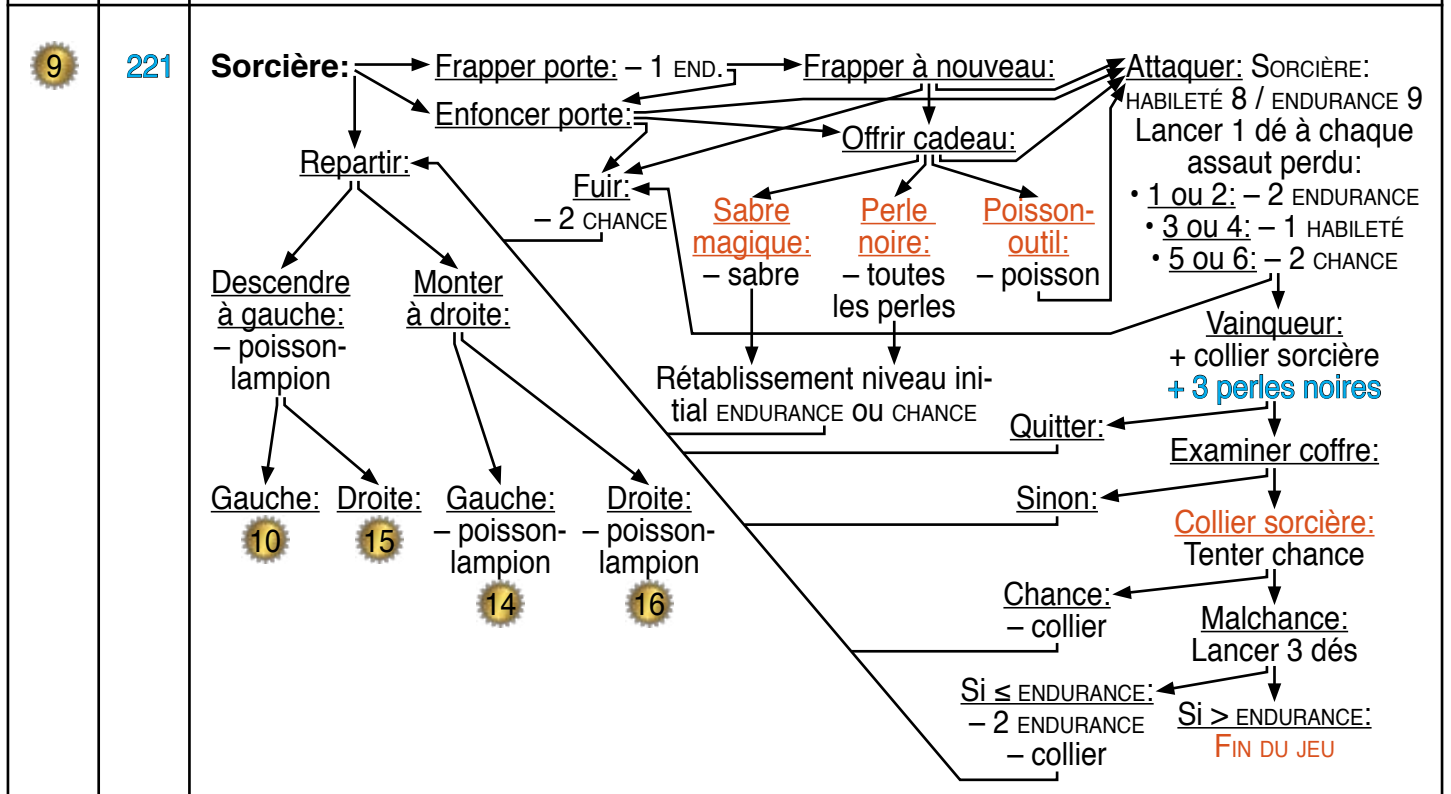 9
221
Sorcière:
Frapper porte: – 1 END.
Frapper à nouveau:
Attaquer: SORCIÈRE:
HABILETÉ 8 / ENDURANCE 9
Lancer 1 dé à chaque
assaut perdu:
• 1 ou 2: – 2 ENDURANCE
• 3 ou 4: – 1 HABILETÉ
• 5 ou 6: – 2 CHANCE
Enfoncer porte:
Offrir cadeau:
Repartir:
Fuir:
– 2 CHANCE
Sabre
magique:
– sabre
Perle
noire:
– toutes
les perles
Poisson-
outil:
– poisson
Descendre
à gauche:
– poisson-
lampion
Monter
à droite:
Vainqueur:
+ collier sorcière
+ 3 perles noires
Rétablissement niveau ini-
tial ENDURANCE OU CHANCE
Quitter:
Examiner coffre:
Gauche:
10
Droite:
15
Gauche:
– poisson-
lampion
14
Droite:
– poisson-
lampion
16
Sinon:
Collier sorcière:
Tenter chance
Chance:
– collier
Malchance:
Lancer 3 dés
Si ≤ ENDURANCE:
– 2 ENDURANCE
– collier
Si > ENDURANCE:
FIN DU JEU